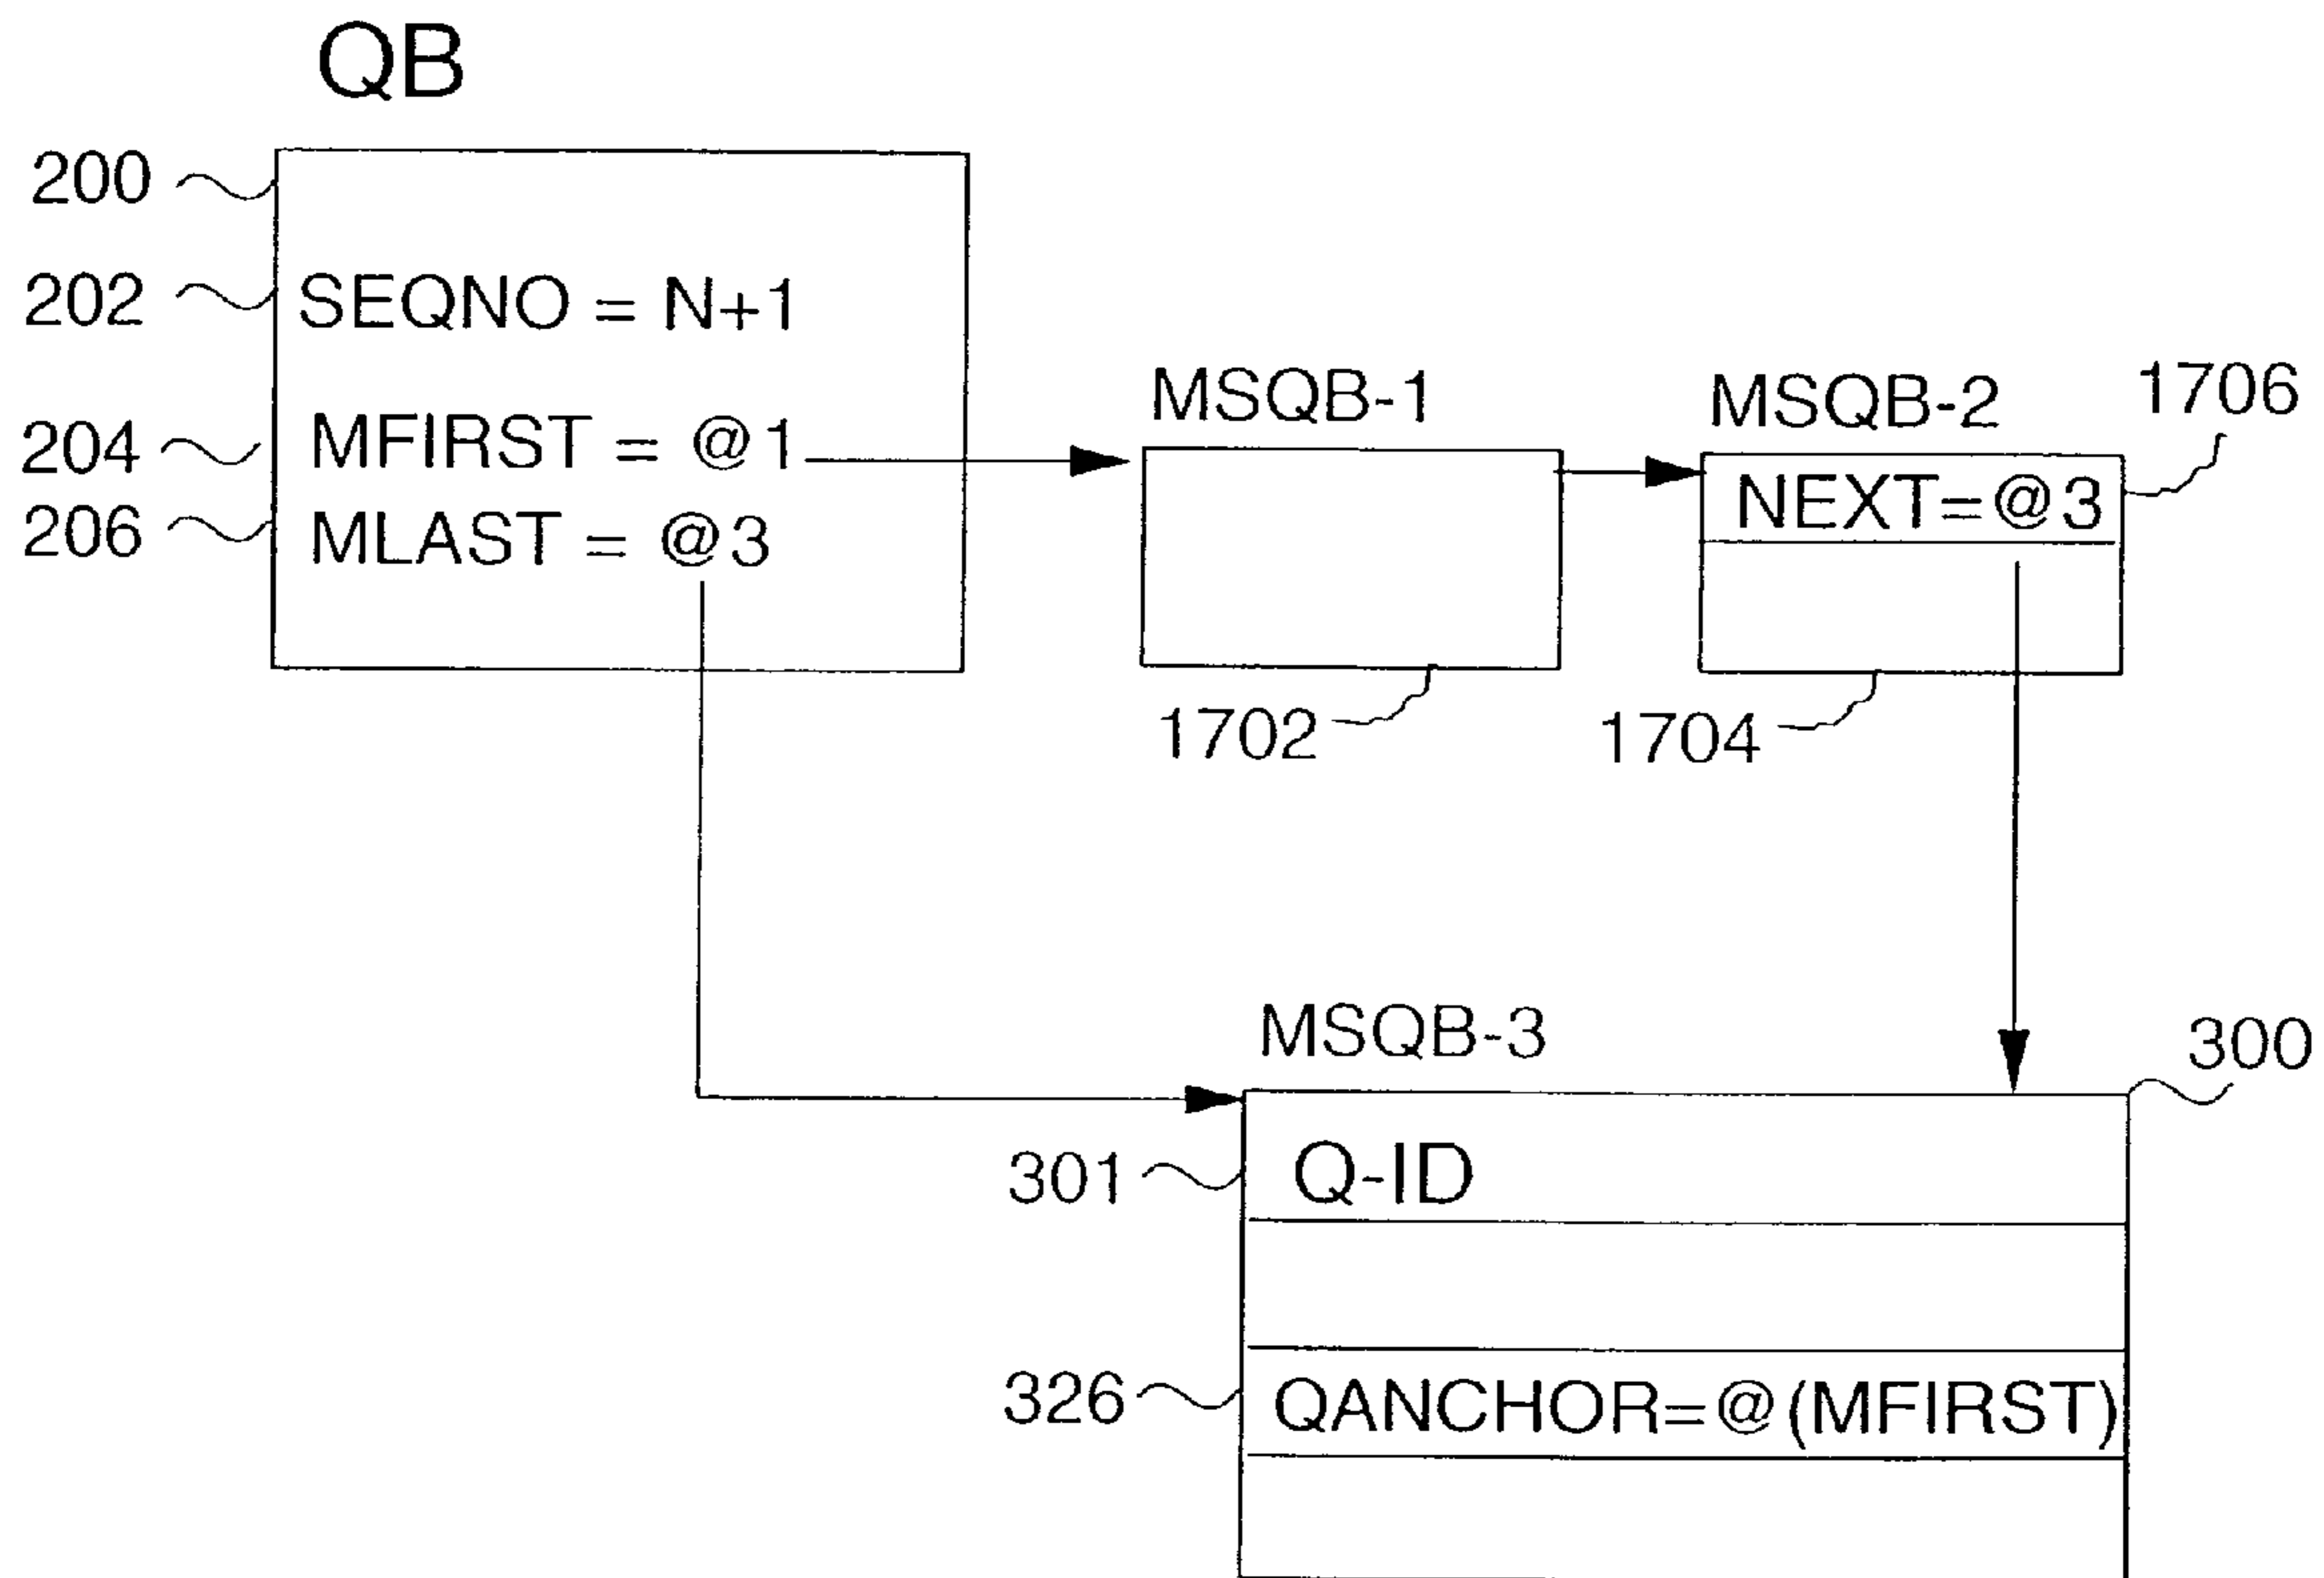 QB
200
202 SEQNO = N+1
204 MFIRST = @1
206 MLAST = @3
MSQB-1
1702
MSQB-2
1706
NEXT=@3
1704
MSQB-3
300
301 Q-ID
326 QANCHOR=@(MFIRST)